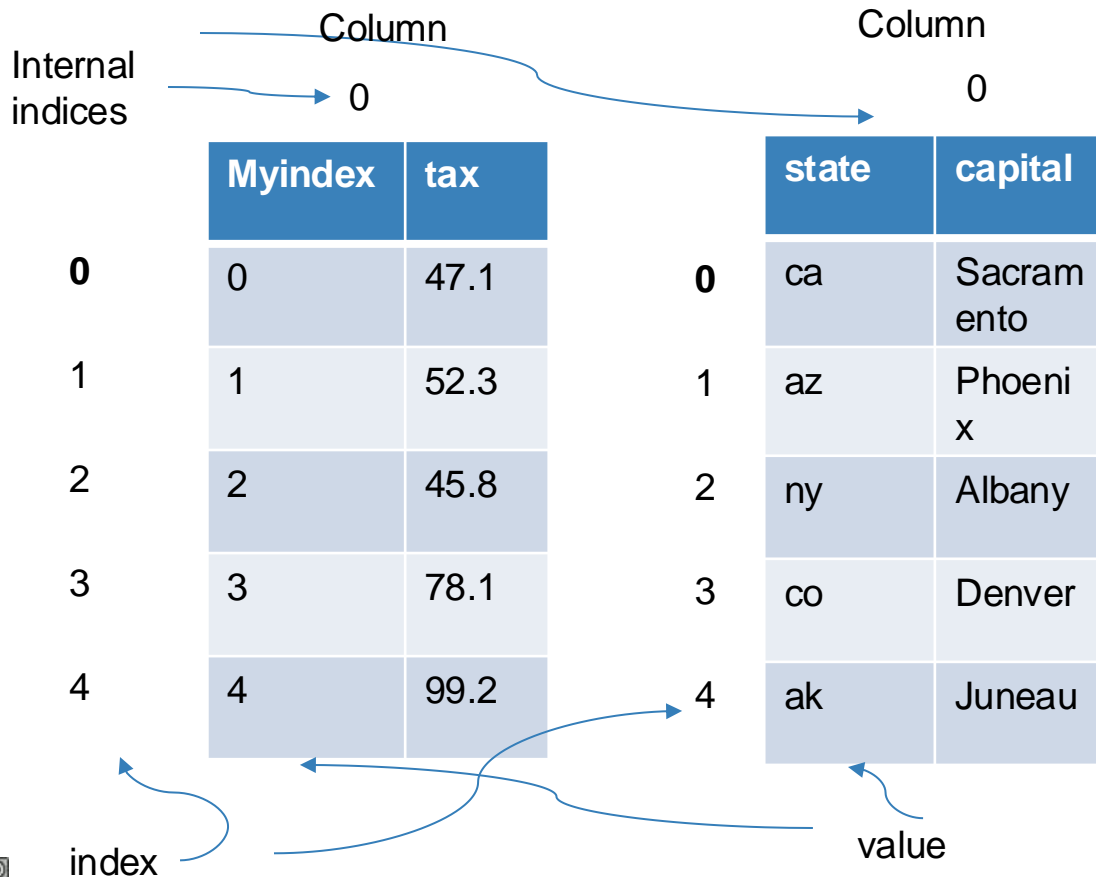 Column
Column
Internal
indices
0
0
Myindex tax
state capital
0 0 47.1
0 ca Sacram
ento
1 1 52.3
1 az Phoeni
x
2 2 45.8
2 ny Albany
3 3 78.1
3 co Denver
4 4 99.2
4 ak Juneau
index
value